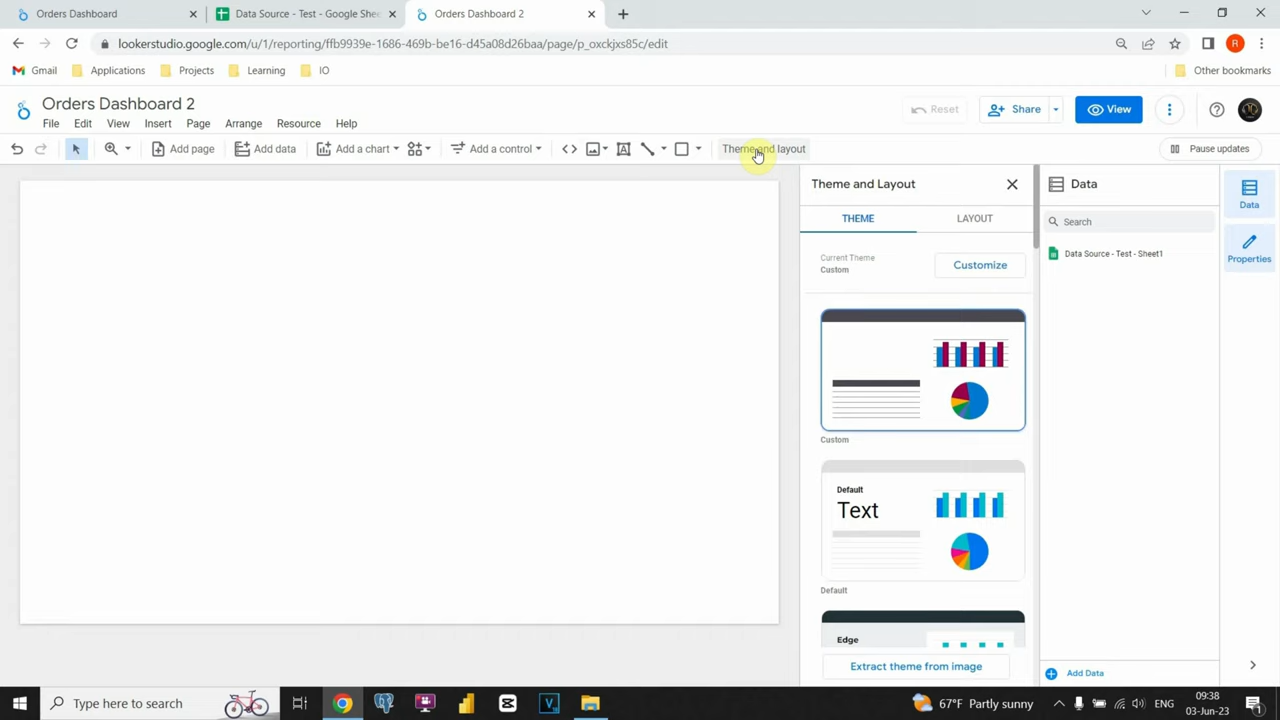 Orders Dashboard 2
Data Source - Test - Google Shee
Orders Dashboard 2
lookerstudio.google.com/u/1/reporting/ffb9939e-1686-469b-be16-d45a08d26baa/page/p_oxckjxs85c/edit
R
Gmail
Applications
Projects
Learning
IO
Other bookmarks
Orders Dashboard 2
File
Edit
View
Insert
Page
Arrange
Resource
Help
Reset
Share
View
Add page
Add data
Add a chart
Add a control
Theme and layout
Pause updates
Theme and Layout
THEME
LAYOUT
Current Theme
Custom
Customize
Custom
Default
Text
Default
Edge
Extract theme from image
Data
Search
Data Source - Test - Sheet1
Add Data
Data
Properties
Type here to search
67°F Partly sunny
ENG
09:38
03-Jun-23
1